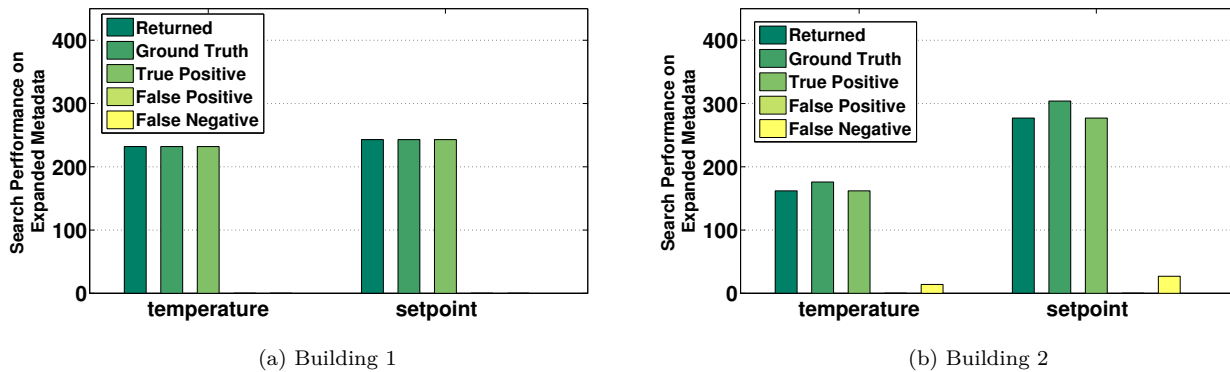 Search Performance on
Expanded Metadata
400
300
200
100
0
Returned
Ground Truth
True Positive
False Positive
False Negative
temperature
setpoint
(a) Building 1
Search Performance on
Expanded Metadata
400
300
200
100
0
Returned
Ground Truth
True Positive
False Positive
False Negative
temperature
setpoint
(b) Building 2